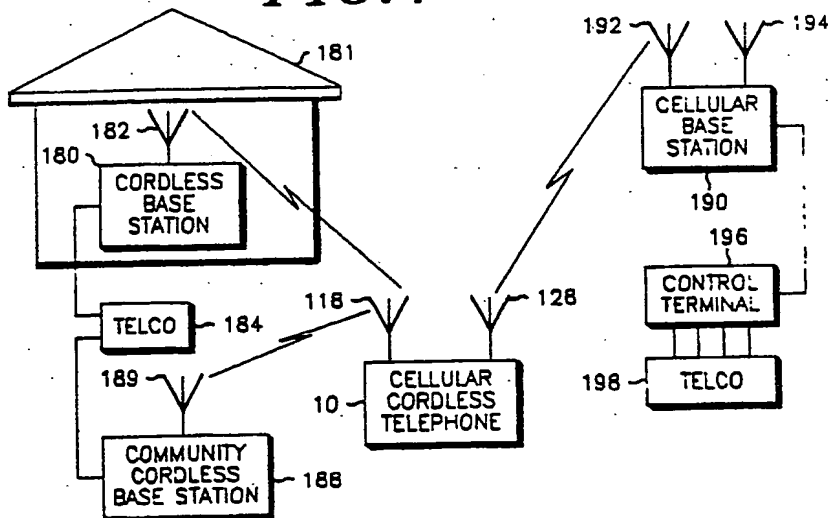 192
194
181
182
180
CORDLESS
BASE
STATION
CELLULAR
BASE
STATION
190
196
118
128
CONTROL
TERMINAL
TELCO
184
189
10
CELLULAR
CORDLESS
TELEPHONE
198
TELCO
COMMUNITY
CORDLESS
BASE STATION
188